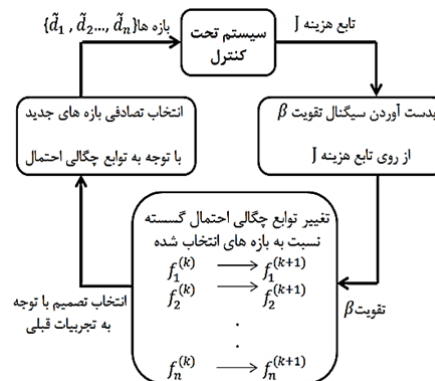 بازه ها{d̃₁ , d̃₂..., d̃ₙ}
سیستم تحت
کنترل
تابع هزینه J
بدست آوردن سیگنال تقویت β
از روی تابع هزینه J
تقویتβ
تغییر توابع چگالی احتمال گسسته
نسبت به بازه های انتخاب شده
f₁⁽ᵏ⁾ ⟶ f₁⁽ᵏ⁺¹⁾
f₂⁽ᵏ⁾ ⟶ f₂⁽ᵏ⁺¹⁾
.
.
fₙ⁽ᵏ⁾ ⟶ fₙ⁽ᵏ⁺¹⁾
انتخاب تصمیم با توجه
به تجربیات قبلی
انتخاب تصادفی بازه های جدید
با توجه به توابع چگالی احتمال